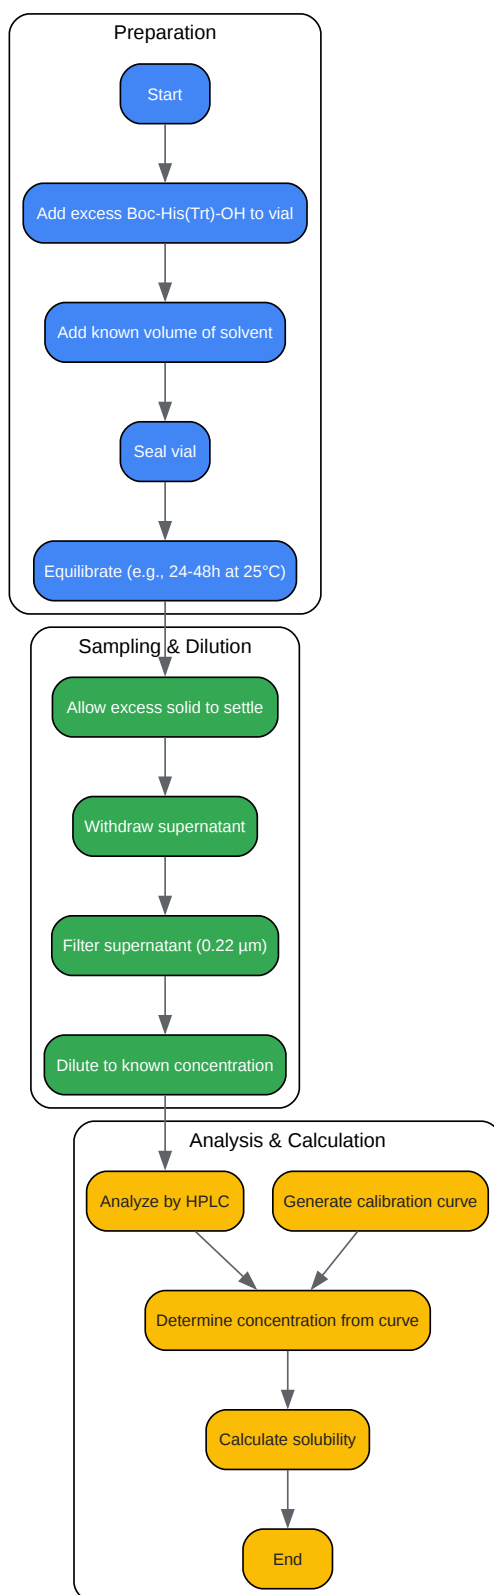 Preparation
Start
Add excess Boc-His(Trt)-OH to vial
Add known volume of solvent
Seal vial
Equilibrate (e.g., 24-48h at 25°C)
Sampling & Dilution
Allow excess solid to settle
Withdraw supernatant
Filter supernatant (0.22 µm)
Dilute to known concentration
Analysis & Calculation
Analyze by HPLC
Generate calibration curve
Determine concentration from curve
Calculate solubility
End